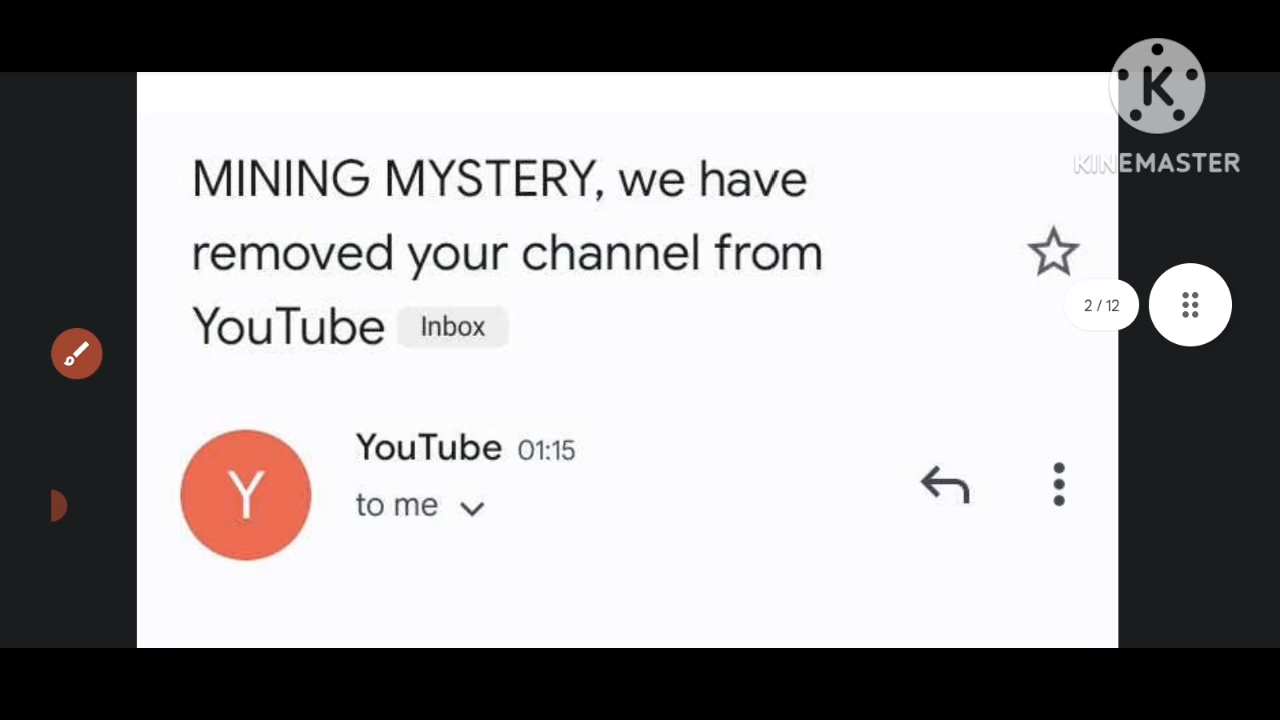 K
KINEMASTER
MINING MYSTERY, we have
removed your channel from
YouTube Inbox
2 / 12
Y
YouTube 01:15
to me